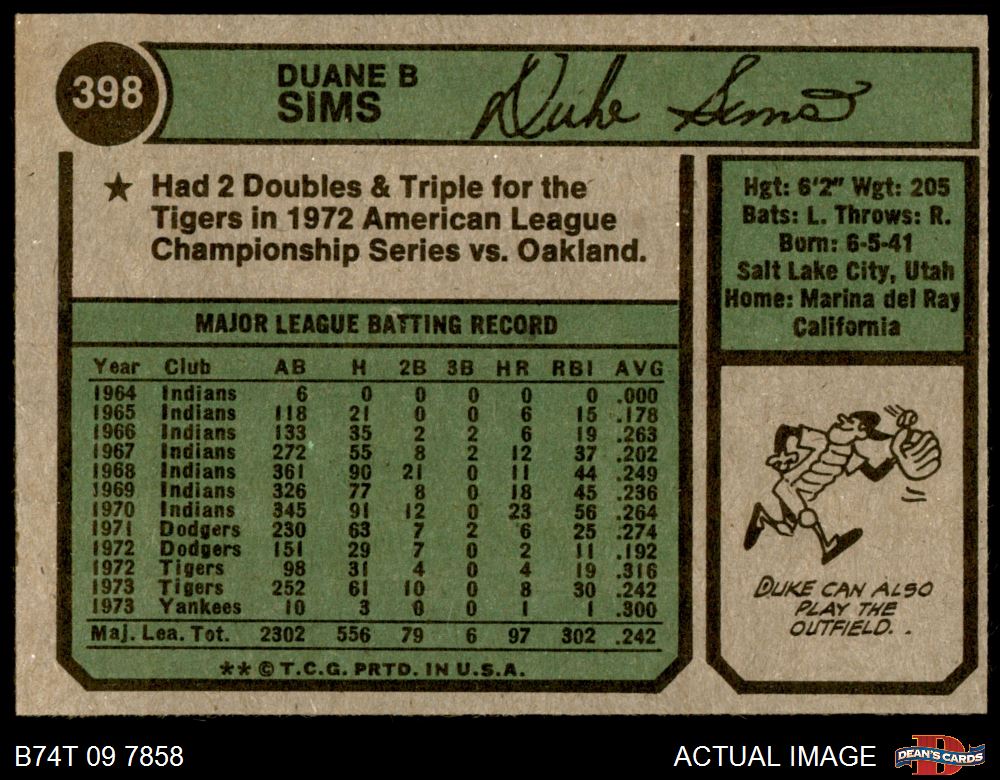 398
DUANE B
SIMS
Duke Sims
★ Had 2 Doubles & Triple for the
Tigers in 1972 American League
Championship Series vs. Oakland.
Hgt: 6'2" Wgt: 205
Bats: L. Throws: R.
Born: 6-5-41
Salt Lake City, Utah
Home: Marina del Ray
California
MAJOR LEAGUE BATTING RECORD
Year Club AB H 2B 3B HR RBI AVG
1964 Indians 6 0 0 0 0 0 .000
1965 Indians 118 21 0 0 6 15 .178
1966 Indians 133 35 2 2 6 19 .263
1967 Indians 272 55 8 2 12 37 .202
1968 Indians 361 90 21 0 11 44 .249
1969 Indians 326 77 8 0 18 45 .236
1970 Indians 345 91 12 0 23 56 .264
1971 Dodgers 230 63 7 2 6 25 .274
1972 Dodgers 151 29 7 0 2 11 .192
1972 Tigers 98 31 4 0 4 19 .316
1973 Tigers 252 61 10 0 8 30 .242
1973 Yankees 10 3 0 0 1 1 .300
Maj. Lea. Tot. 2302 556 79 6 97 302 .242
** © T.C.G. PRTD. IN U.S.A.
DUKE CAN ALSO
PLAY THE
OUTFIELD. .
B74T 09 7858
ACTUAL IMAGE
D
DEAN'S CARDS